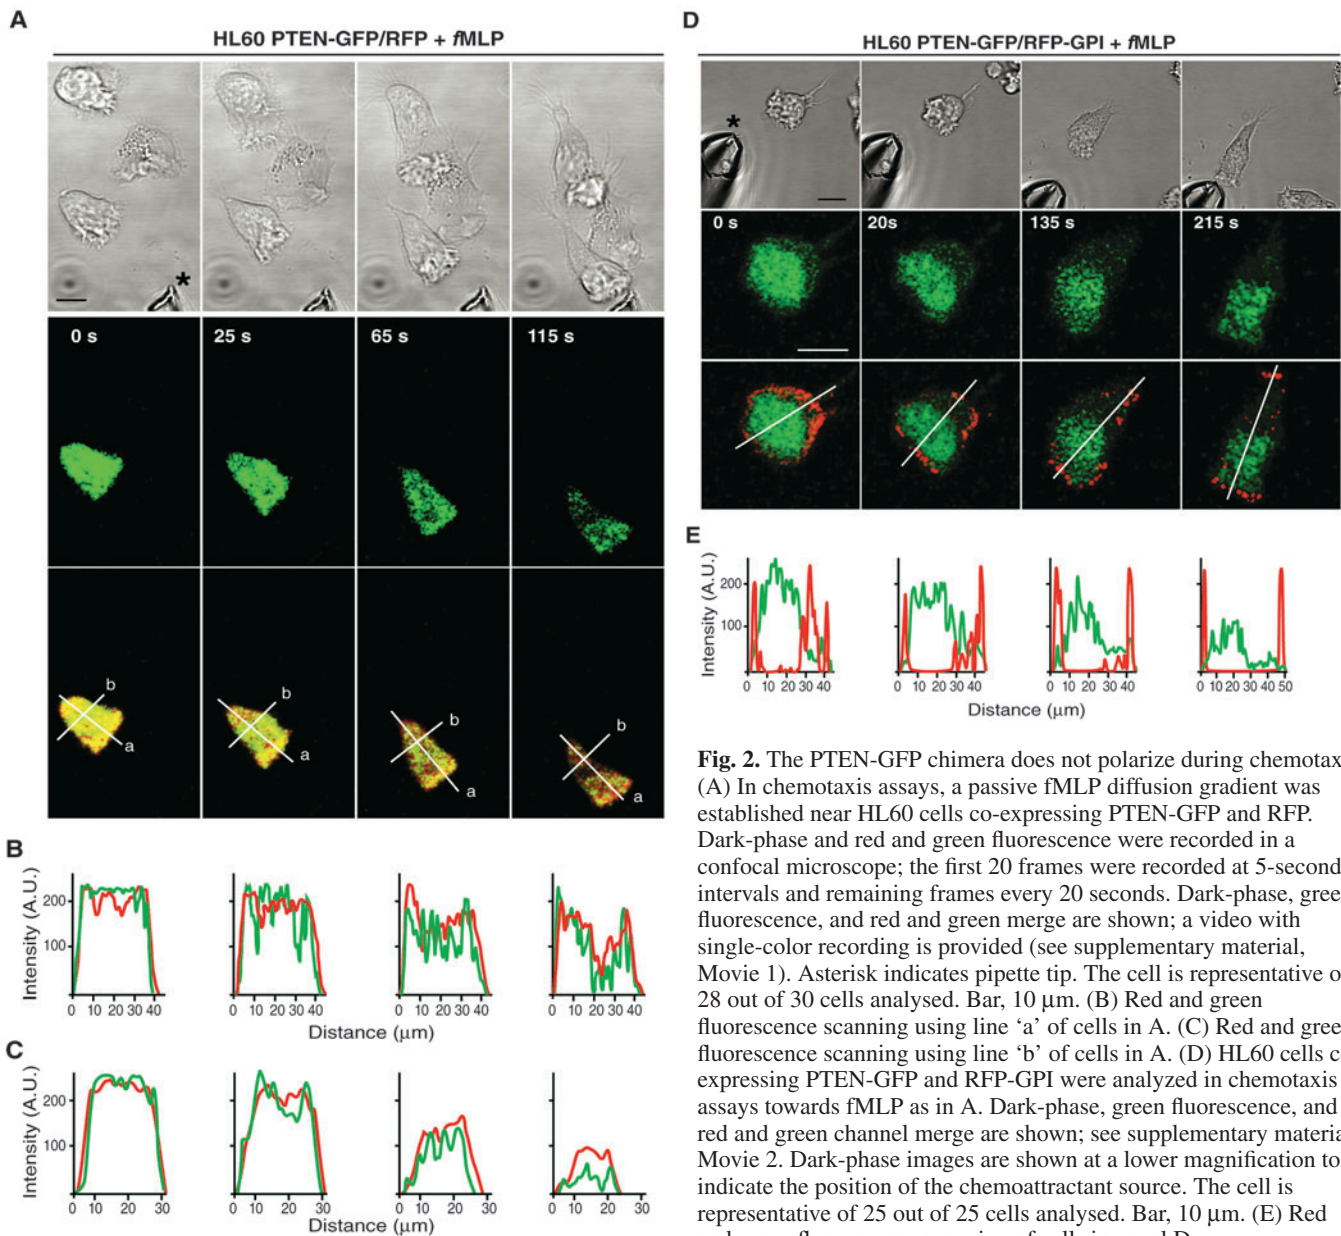 A
HL60 PTEN-GFP/RFP + fMLP
*
0 s
25 s
65 s
115 s
b
a
b
a
b
a
b
a
B
Intensity (A.U.)
200
100
0 10 20 30 40
0 10 20 30 40
0 10 20 30 40
0 10 20 30 40
Distance (μm)
C
Intensity (A.U.)
200
100
0 10 20 30
0 10 20 30
0 10 20 30
0 10 20 30
Distance (μm)
D
HL60 PTEN-GFP/RFP-GPI + fMLP
*
0 s
20s
135 s
215 s
E
Intensity (A.U.)
200
100
0 10 20 30 40
0 10 20 30 40
0 10 20 30 40
0 10 20 30 40 50
Distance (μm)
Fig. 2. The PTEN-GFP chimera does not polarize during chemotax
(A) In chemotaxis assays, a passive fMLP diffusion gradient was
established near HL60 cells co-expressing PTEN-GFP and RFP.
Dark-phase and red and green fluorescence were recorded in a
confocal microscope; the first 20 frames were recorded at 5-second
intervals and remaining frames every 20 seconds. Dark-phase, gree
fluorescence, and red and green merge are shown; a video with
single-color recording is provided (see supplementary material,
Movie 1). Asterisk indicates pipette tip. The cell is representative o
28 out of 30 cells analysed. Bar, 10 μm. (B) Red and green
fluorescence scanning using line ‘a’ of cells in A. (C) Red and gree
fluorescence scanning using line ‘b’ of cells in A. (D) HL60 cells c
expressing PTEN-GFP and RFP-GPI were analyzed in chemotaxis
assays towards fMLP as in A. Dark-phase, green fluorescence, and
red and green channel merge are shown; see supplementary materia
Movie 2. Dark-phase images are shown at a lower magnification to
indicate the position of the chemoattractant source. The cell is
representative of 25 out of 25 cells analysed. Bar, 10 μm. (E) Red